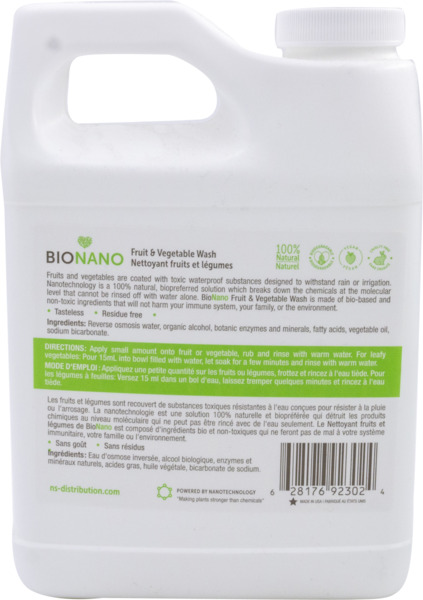 BIONANO
Fruit & Vegetable Wash
Nettoyant fruits et légumes
100%
Natural
Naturel
Fruits and vegetables are coated with toxic waterproof substances designed to withstand rain or irrigation.
Nanotechnology is a 100% natural, biopreferred solution which breaks down the chemicals at the molecular
level that cannot be rinsed off with water alone. BioNano Fruit & Vegetable Wash is made of bio-based and
non-toxic ingredients that will not harm your immune system, your family, or the environment.
• Tasteless • Residue free •
Ingredients: Reverse osmosis water, organic alcohol, botanic enzymes and minerals, fatty acids, vegetable oil,
sodium bicarbonate.
DIRECTIONS: Apply small amount onto fruit or vegetable, rub and rinse with warm water. For leafy
vegetables: Pour 15ml, into bowl filled with water, let soak for a few minutes and rinse with warm water.
MODE D'EMPLOI: Appliquez une petite quantité sur les fruits ou légumes, frottez et rincez à l'eau tiède. Pour
les légumes à feuilles: Versez 15 ml dans un bol d'eau, laissez tremper quelques minutes et rincez à l'eau
tiède.
Les fruits et légumes sont recouvert de substances toxiques résistantes à l'eau conçues pour résister à la pluie
ou l'arrosage. La nanotechnologie est une solution 100% naturelle et biopréférée qui détruit les produits
chimiques au niveau moléculaire qui ne peut pas être rincé avec de l'eau seulement. Le Nettoyant fruits et
légumes de BioNano est composé d'ingrédients bio et non-toxiques qui ne feront pas de mal à votre système
immunitaire, votre famille ou l'environement.
• Sans goût • Sans résidus
Ingrédients: Eau d'osmose inversée, alcool biologique, enzymes et
minéraux naturels, acides gras, huile végétale, bicarbonate de sodium.
ns-distribution.com
POWERED BY NANOTECHNOLOGY
"Making plants stronger than chemicals"
6 28176 92302 4
MADE IN USA / FABRIQUÉ AU ÉTATS UNIS